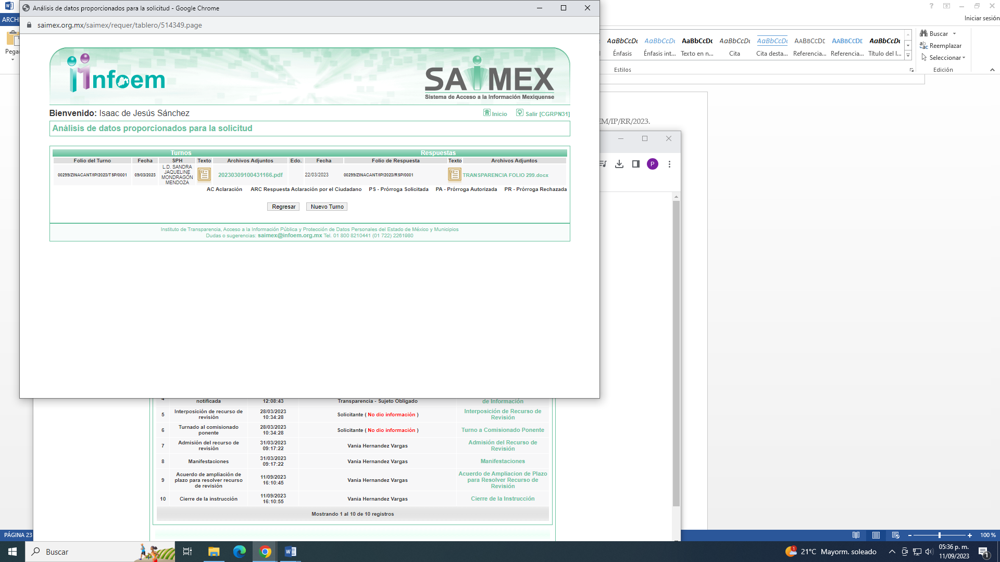 Análisis de datos proporcionados para la solicitud - Google Chrome
saimex.org.mx/saimex/requer/tablero/514349.page
infoem
SAIMEX
Sistema de Acceso a la Información Mexiquense
Bienvenido: Isaac de Jesús Sánchez
Inicio Salir [CGRPN31]
Análisis de datos proporcionados para la solicitud
Turnos Respuestas
Folio del Turno Fecha SPH Texto Archivos Adjuntos Edo. Fecha Folio de Respuesta Texto Archivos Adjuntos
00299/ZINACANT/IP/2023/TSP/0001 09/03/2023 L.D. SANDRA JAQUELINE MONDRAGON MENDOZA 20230309100431166.pdf 22/03/2023 00299/ZINACANT/IP/2023/RSP/0001 TRANSPARENCIA FOLIO 299.docx
AC Aclaración ARC Respuesta Aclaración por el Ciudadano PS - Prórroga Solicitada PA - Prórroga Autorizada PR - Prórroga Rechazada
Regresar Nuevo Turno
Instituto de Transparencia, Acceso a la Información Pública y Protección de Datos Personales del Estado de México y Municipios
Dudas o sugerencias: saimex@infoem.org.mx Tel. 01 800 8210441 (01 722) 2261980
ARCH
Pega
Iniciar sesión
AaBbCcDc AaBbCcDc AaBbCcDc AaBbCcDc AaBbCcDc AABBCCDE AABBCCDE AaBbCcDc
Énfasis Énfasis int... Texto en n... Cita Cita desta... Referencia... Referencia... Título del l...
Estilos
Buscar
Reemplazar
Seleccionar
Edición
EM/IP/RR/2023.
P
4 notificada 12:08:43 Transparencia - Sujeto Obligado de Información
5 Interposición de recurso de revisión 28/03/2023 10:34:28 Solicitante ( No dio información ) Interposición de Recurso de Revisión
6 Turnado al comisionado ponente 28/03/2023 10:34:28 Solicitante ( No dio información ) Turno a Comisionado Ponente
7 Admisión del recurso de revisión 31/03/2023 09:17:22 Vania Hernandez Vargas Admisión del Recurso de Revisión
8 Manifestaciones 31/03/2023 09:17:22 Vania Hernandez Vargas Manifestaciones
9 Acuerdo de ampliación de plazo para resolver recurso de revisión 11/09/2023 16:10:45 Vania Hernandez Vargas Acuerdo de Ampliacion de Plazo para Resolver Recurso de Revisión
10 Cierre de la instrucción 11/09/2023 16:10:55 Vania Hernandez Vargas Cierre de la Instrucción
Mostrando 1 al 10 de 10 registros
PÁGINA 23
100 %
Buscar
1 21°C Mayorm. soleado
05:36 p. m.
11/09/2023
1